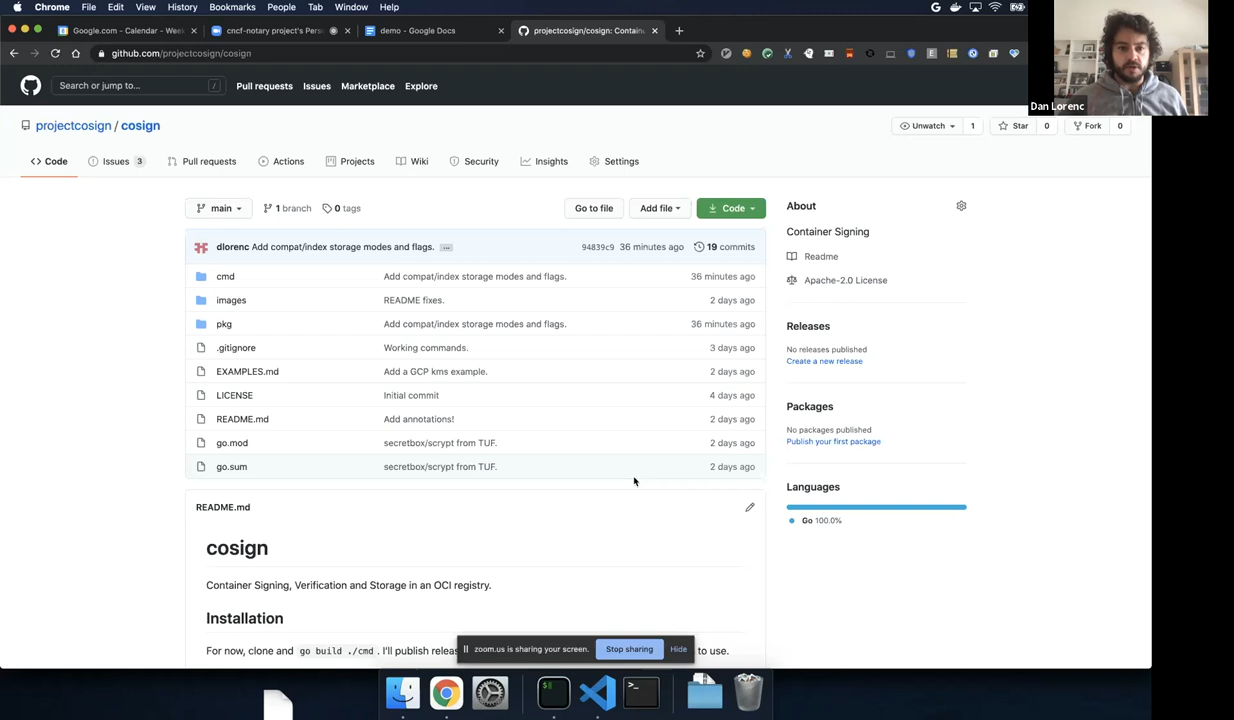 Chrome File Edit View History Bookmarks People Tab Window Help
Google.com - Calendar - Wee
cncf-notary project's Pers
demo - Google Docs
projectcosign/cosign: Contain
github.com/projectcosign/cosign
Search or jump to... /
Pull requests Issues Marketplace Explore
Dan Lorenc
projectcosign / cosign
Unwatch 1 Star 0 Fork 0
Code Issues 3 Pull requests Actions Projects Wiki Security Insights Settings
main 1 branch 0 tags Go to file Add file Code
dlorenc Add compat/index storage modes and flags. ... 94839c9 36 minutes ago 19 commits
cmd Add compat/index storage modes and flags. 36 minutes ago
images README fixes. 2 days ago
pkg Add compat/index storage modes and flags. 36 minutes ago
.gitignore Working commands. 3 days ago
EXAMPLES.md Add a GCP kms example. 2 days ago
LICENSE Initial commit 4 days ago
README.md Add annotations! 2 days ago
go.mod secretbox/scrypt from TUF. 2 days ago
go.sum secretbox/scrypt from TUF. 2 days ago
README.md
cosign
Container Signing, Verification and Storage in an OCI registry.
Installation
For now, clone and go build ./cmd . I'll publish relea to use.
zoom.us is sharing your screen. Stop sharing Hide
About
Container Signing
Readme
Apache-2.0 License
Releases
No releases published
Create a new release
Packages
No packages published
Publish your first package
Languages
Go 100.0%